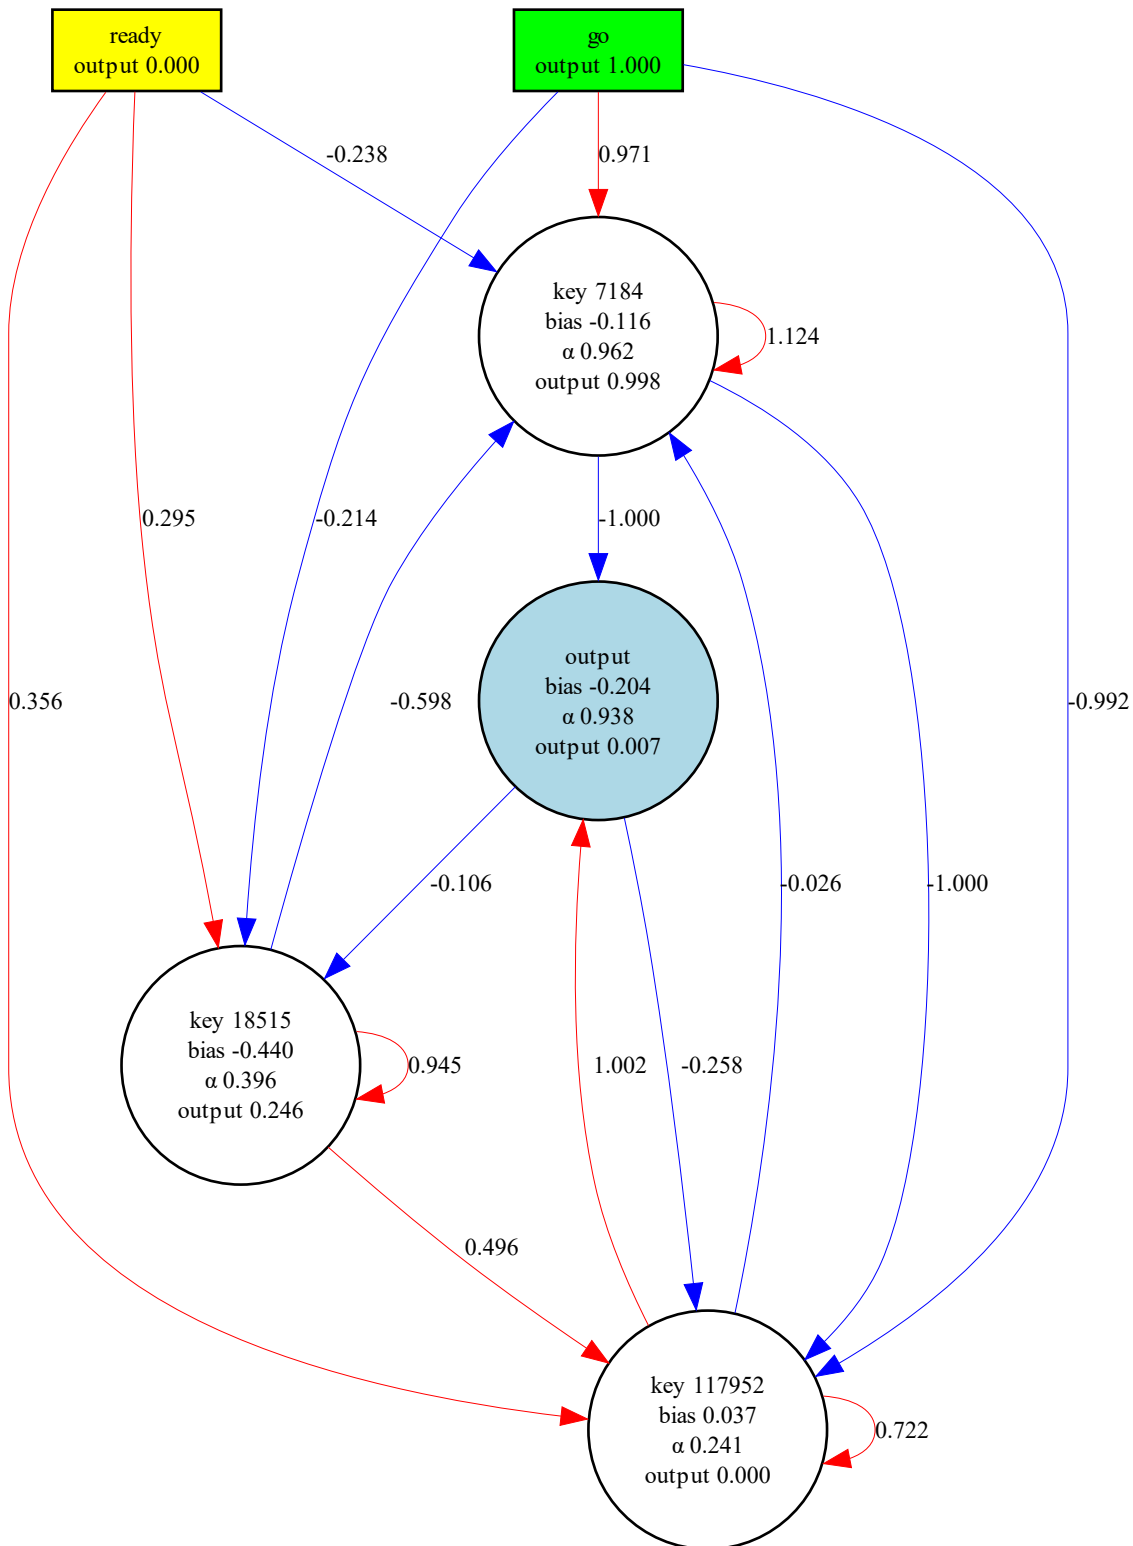 ready
output 0.000
go
output 1.000
-0.238
0.971
key 7184
bias -0.116
α 0.962
output 0.998
1.124
0.295
-0.214
-1.000
output
bias -0.204
α 0.938
output 0.007
0.356
-0.598
-0.992
-0.106
-0.026
-1.000
key 18515
bias -0.440
α 0.396
output 0.246
0.945
1.002
-0.258
0.496
key 117952
bias 0.037
α 0.241
output 0.000
0.722